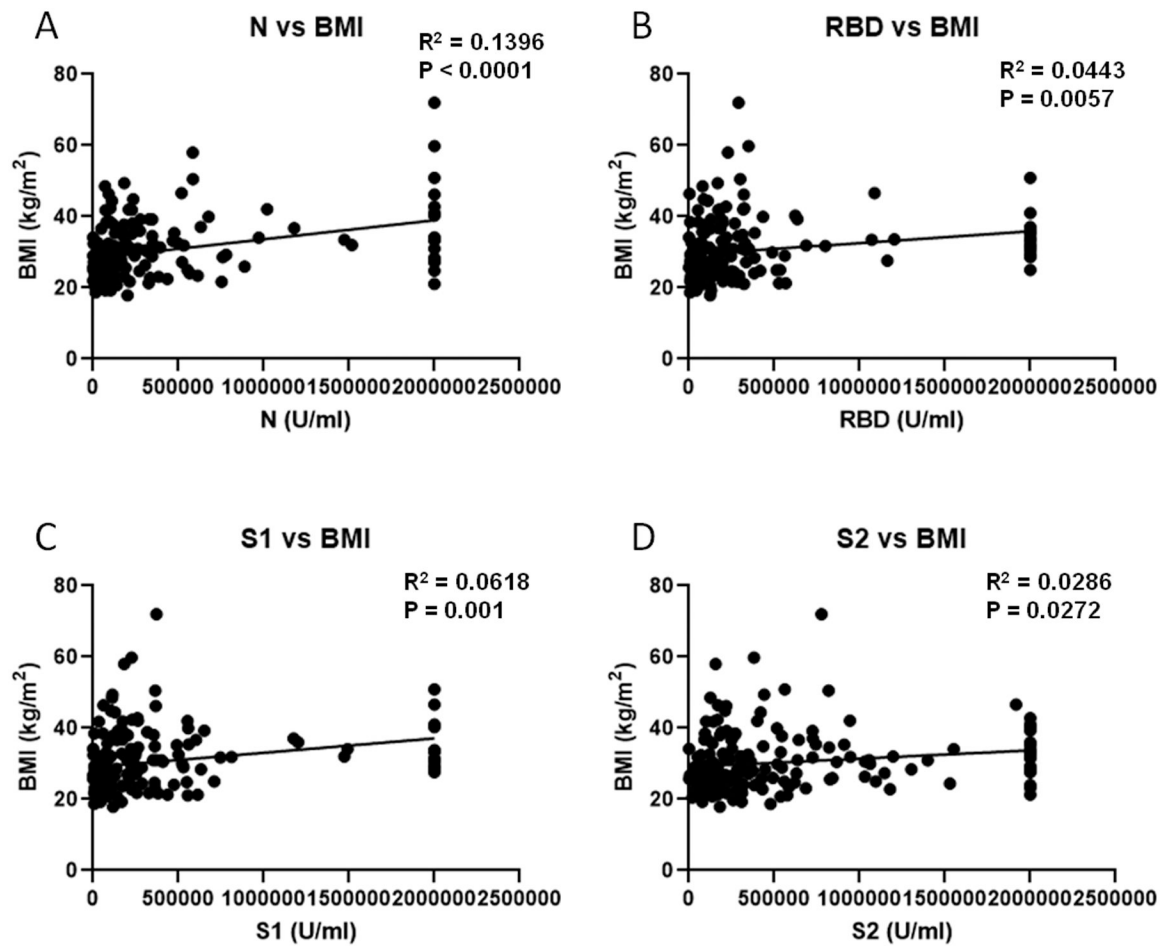 A
N vs BMI
R² = 0.1396
P < 0.0001
BMI (kg/m²)
80
60
40
20
0
0 500000 1000000 1500000 2000000 2500000
N (U/ml)
B
RBD vs BMI
R² = 0.0443
P = 0.0057
BMI (kg/m²)
80
60
40
20
0
0 500000 1000000 1500000 2000000 2500000
RBD (U/ml)
C
S1 vs BMI
R² = 0.0618
P = 0.001
BMI (kg/m²)
80
60
40
20
0
0 500000 1000000 1500000 2000000 2500000
S1 (U/ml)
D
S2 vs BMI
R² = 0.0286
P = 0.0272
BMI (kg/m²)
80
60
40
20
0
0 500000 1000000 1500000 2000000 2500000
S2 (U/ml)